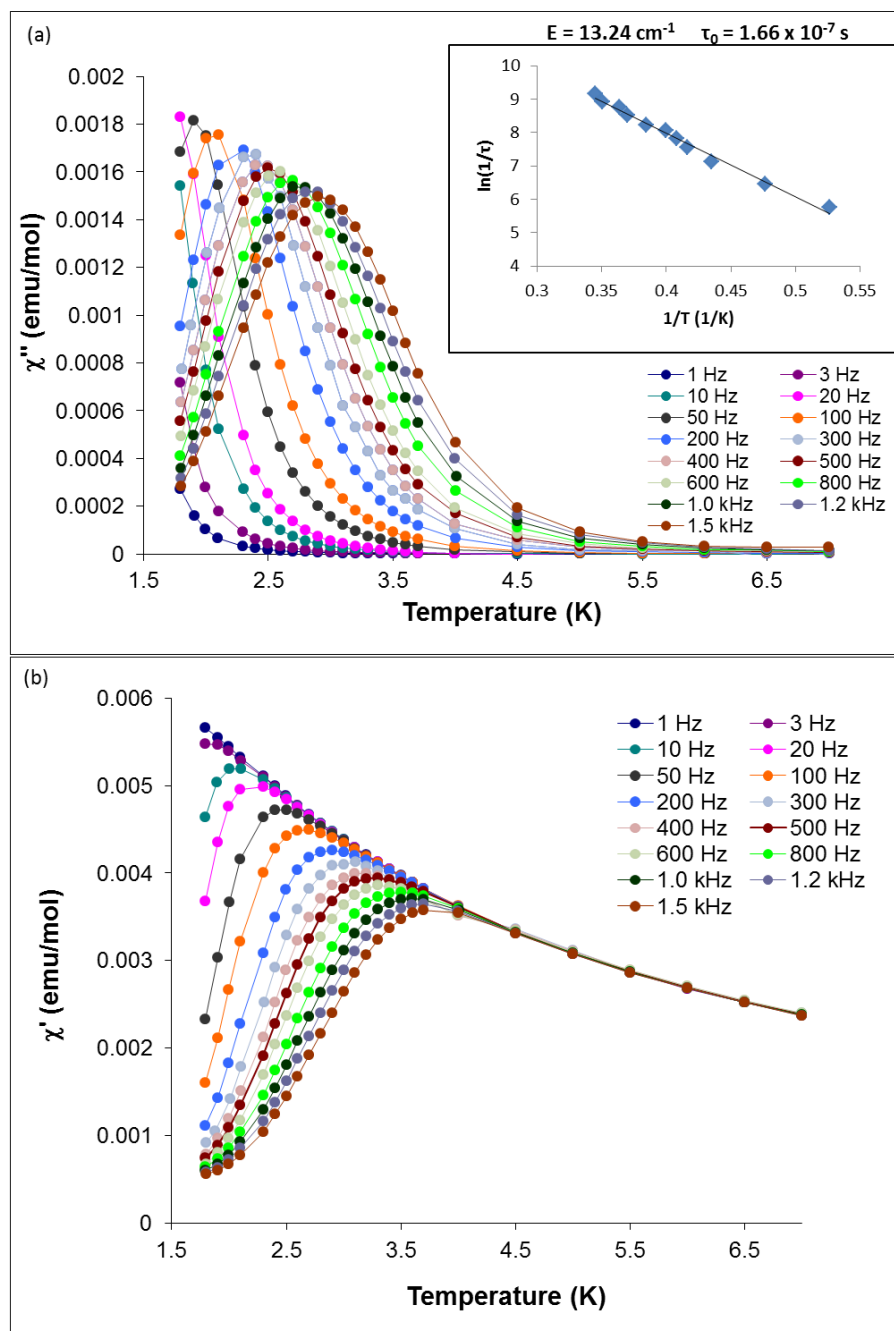 (a)
E = 13.24 cm⁻¹ τ₀ = 1.66 x 10⁻⁷ s
10
9
8
7
6
5
4
ln(1/τ)
0.3 0.35 0.4 0.45 0.5 0.55
1/T (1/K)
0.002
0.0018
0.0016
0.0014
0.0012
0.001
0.0008
0.0006
0.0004
0.0002
0
χ'' (emu/mol)
1 Hz 3 Hz
10 Hz 20 Hz
50 Hz 100 Hz
200 Hz 300 Hz
400 Hz 500 Hz
600 Hz 800 Hz
1.0 kHz 1.2 kHz
1.5 kHz
1.5 2.5 3.5 4.5 5.5 6.5
Temperature (K)
(b)
0.006
0.005
0.004
0.003
0.002
0.001
0
χ' (emu/mol)
1 Hz 3 Hz
10 Hz 20 Hz
50 Hz 100 Hz
200 Hz 300 Hz
400 Hz 500 Hz
600 Hz 800 Hz
1.0 kHz 1.2 kHz
1.5 kHz
1.5 2.5 3.5 4.5 5.5 6.5
Temperature (K)